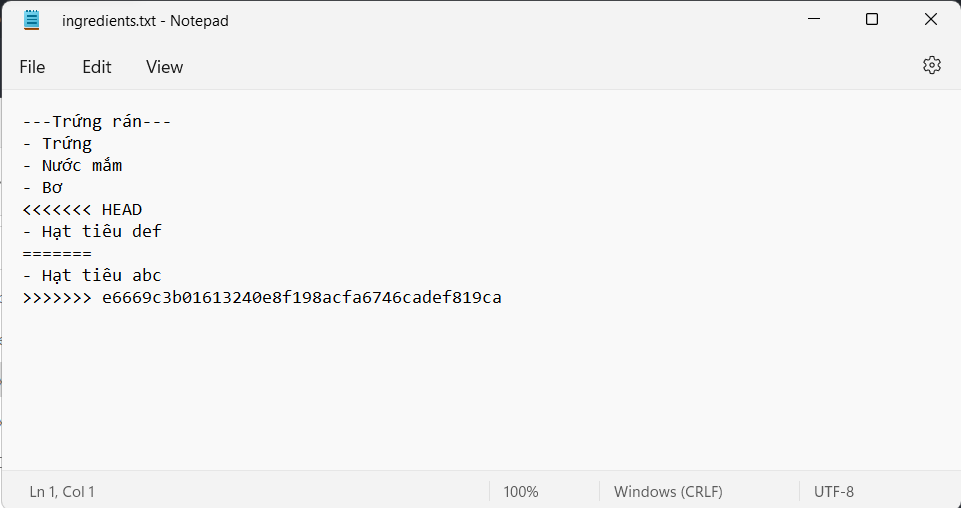 ingredients.txt - Notepad
File Edit View
---Trứng rán---
- Trứng
- Nước mắm
- Bơ
<<<<<<< HEAD
- Hạt tiêu def
=======
- Hạt tiêu abc
>>>>>>> e6669c3b01613240e8f198acfa6746cadef819ca
Ln 1, Col 1 100% Windows (CRLF) UTF-8